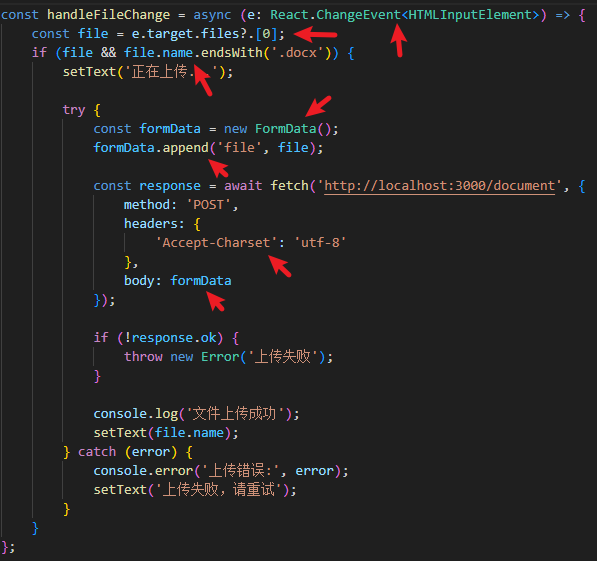 const handleFileChange = async (e: React.ChangeEvent<HTMLInputElement>) => {
const file = e.target.files?.[0];
if (file && file.name.endsWith('.docx')) {
setText('正在上传...');
try {
const formData = new FormData();
formData.append('file', file);
const response = await fetch('http://localhost:3000/document', {
method: 'POST',
headers: {
'Accept-Charset': 'utf-8'
},
body: formData
});
if (!response.ok) {
throw new Error('上传失败');
}
console.log('文件上传成功');
setText(file.name);
} catch (error) {
console.error('上传错误:', error);
setText('上传失败，请重试');
}
}
};